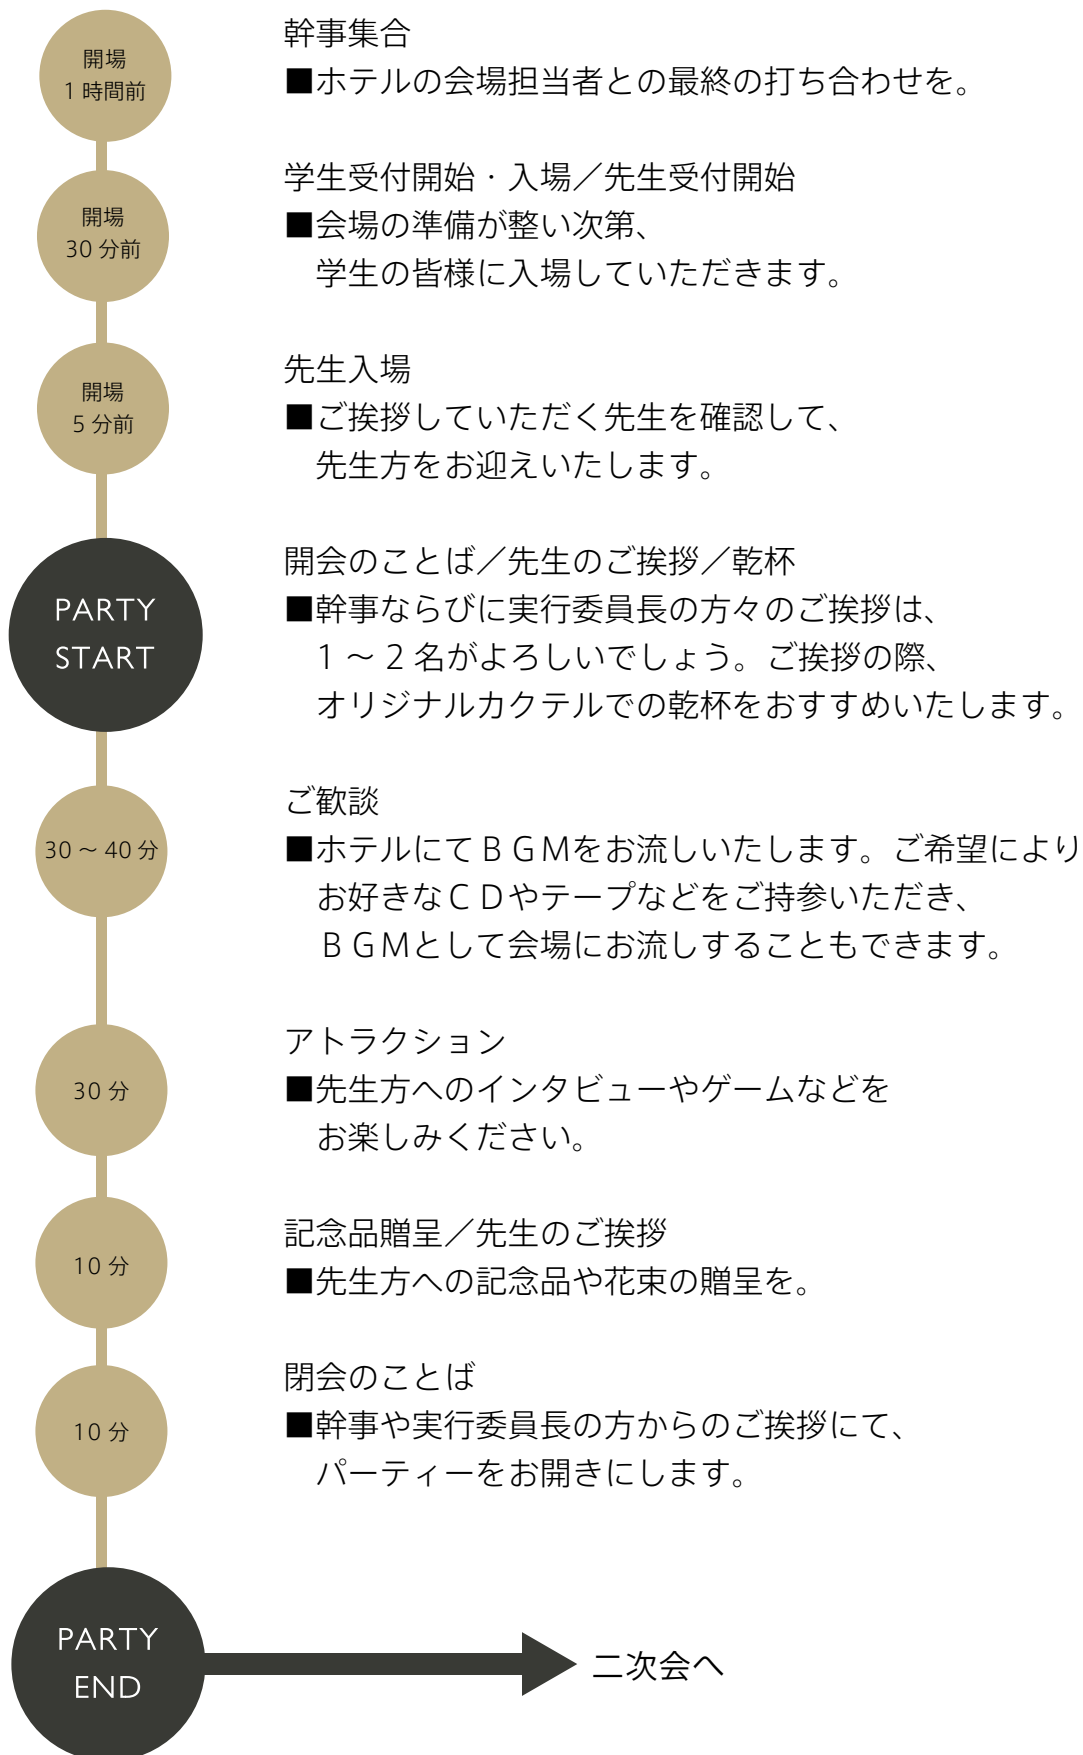 開場
1 時間前
幹事集合
■ホテルの会場担当者との最終の打ち合わせを。
開場
30 分前
学生受付開始・入場／先生受付開始
■会場の準備が整い次第、
学生の皆様に入場していただきます。
開場
5 分前
先生入場
■ご挨拶していただく先生を確認して、
先生方をお迎えいたします。
PARTY
START
開会のことば／先生のご挨拶／乾杯
■幹事ならびに実行委員長の方々のご挨拶は、
1 ～ 2 名がよろしいでしょう。ご挨拶の際、
オリジナルカクテルでの乾杯をおすすめいたします。
30 ～ 40 分
ご歓談
■ホテルにてＢＧＭをお流しいたします。ご希望により
お好きなＣＤやテープなどをご持参いただき、
ＢＧＭとして会場にお流しすることもできます。
30 分
アトラクション
■先生方へのインタビューやゲームなどを
お楽しみください。
10 分
記念品贈呈／先生のご挨拶
■先生方への記念品や花束の贈呈を。
10 分
閉会のことば
■幹事や実行委員長の方からのご挨拶にて、
パーティーをお開きにします。
PARTY
END
二次会へ